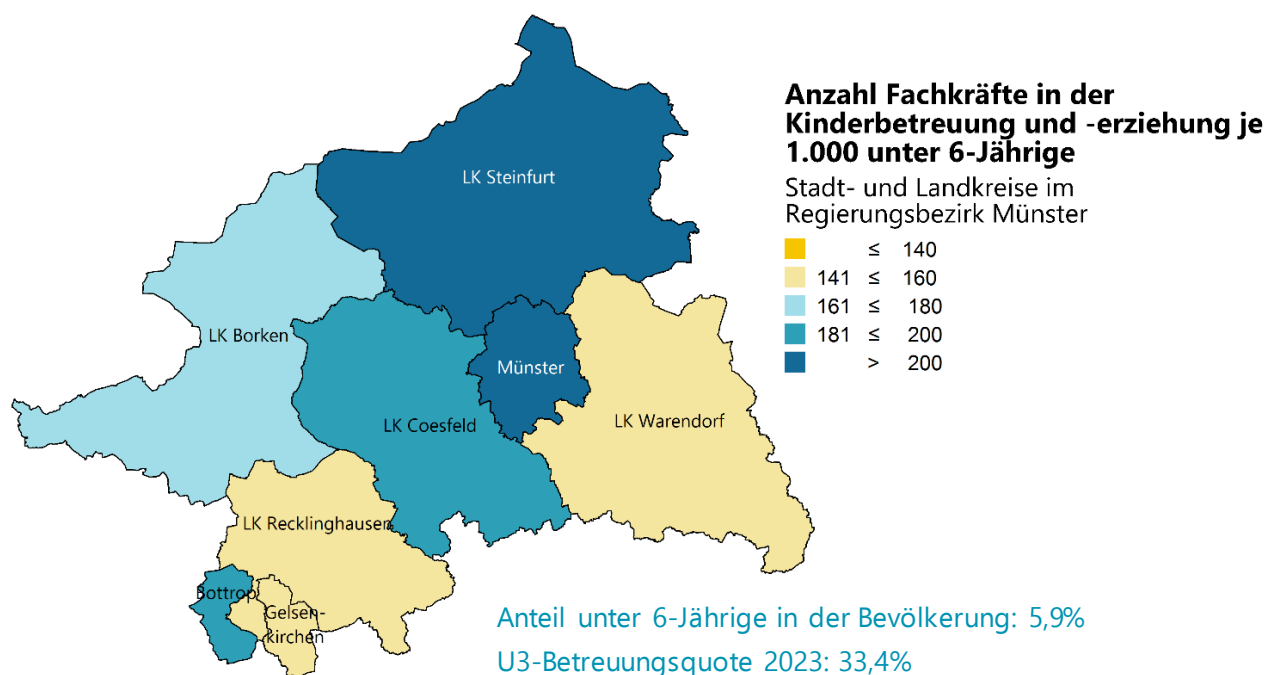 Anzahl Fachkräfte in der
Kinderbetreuung und -erziehung je
1.000 unter 6-Jährige
Stadt- und Landkreise im
Regierungsbezirk Münster
≤ 140
141 ≤ 160
161 ≤ 180
181 ≤ 200
> 200
LK Steinfurt
LK Borken
Münster
LK Coesfeld
LK Warendorf
LK Recklinghausen
Bottrop
Gelsen-
kirchen
Anteil unter 6-Jährige in der Bevölkerung: 5,9%
U3-Betreuungsquote 2023: 33,4%